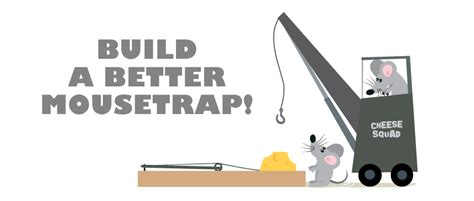 BUILD
A BETTER
MOUSETRAP!
CHEESE
SQUAD